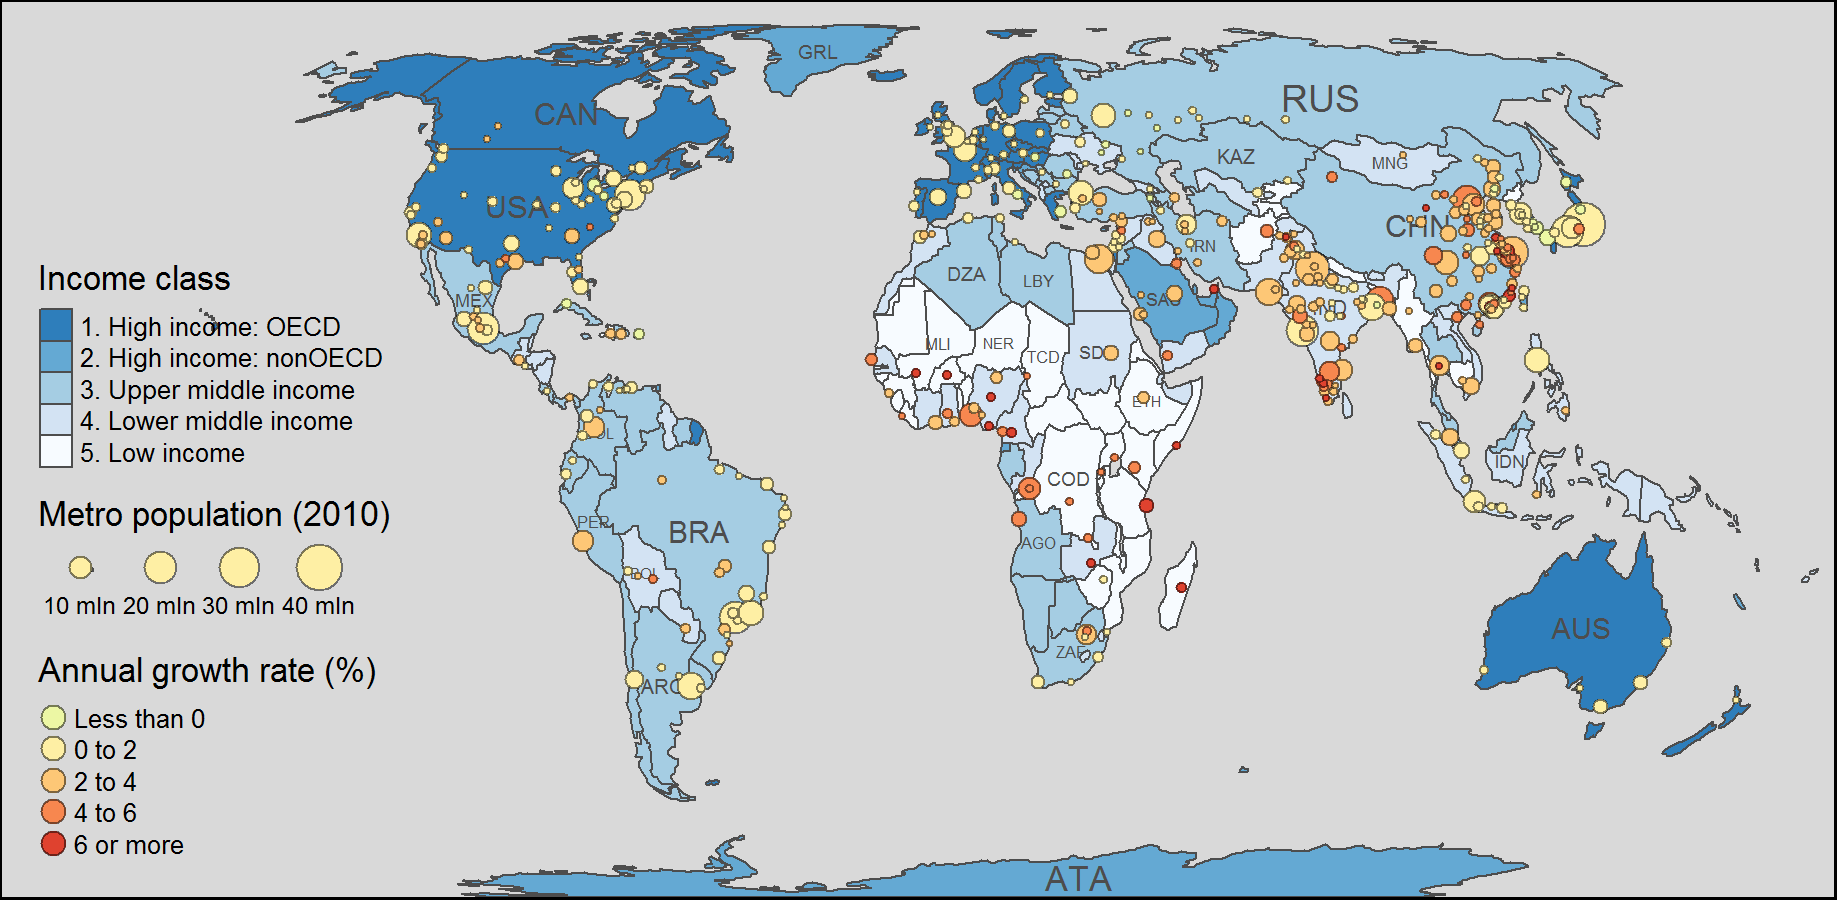 GRL
CAN
RUS
KAZ
MNG
USA
CHN
IRN
DZA
LBY
SAU
Income class
1. High income: OECD
2. High income: nonOECD
3. Upper middle income
4. Lower middle income
5. Low income
MEX
MLI
NER
TCD
SD
ETH
OL
IDN
COD
Metro population (2010)
10 mln 20 mln 30 mln 40 mln
PER
BRA
AGO
BOL
AUS
ZAF
ARG
Annual growth rate (%)
Less than 0
0 to 2
2 to 4
4 to 6
6 or more
ATA